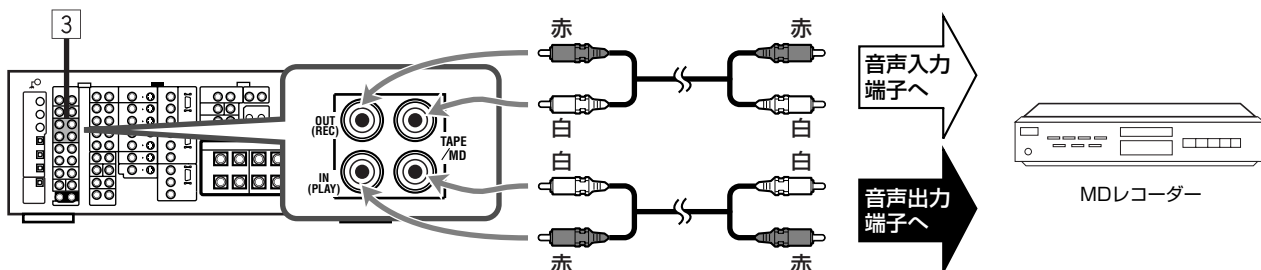 3
OUT
(REC)
IN
(PLAY)
TAPE
/MD
赤
白
白
赤
赤
白
白
赤
音声入力
端子へ
音声出力
端子へ
MDレコーダー